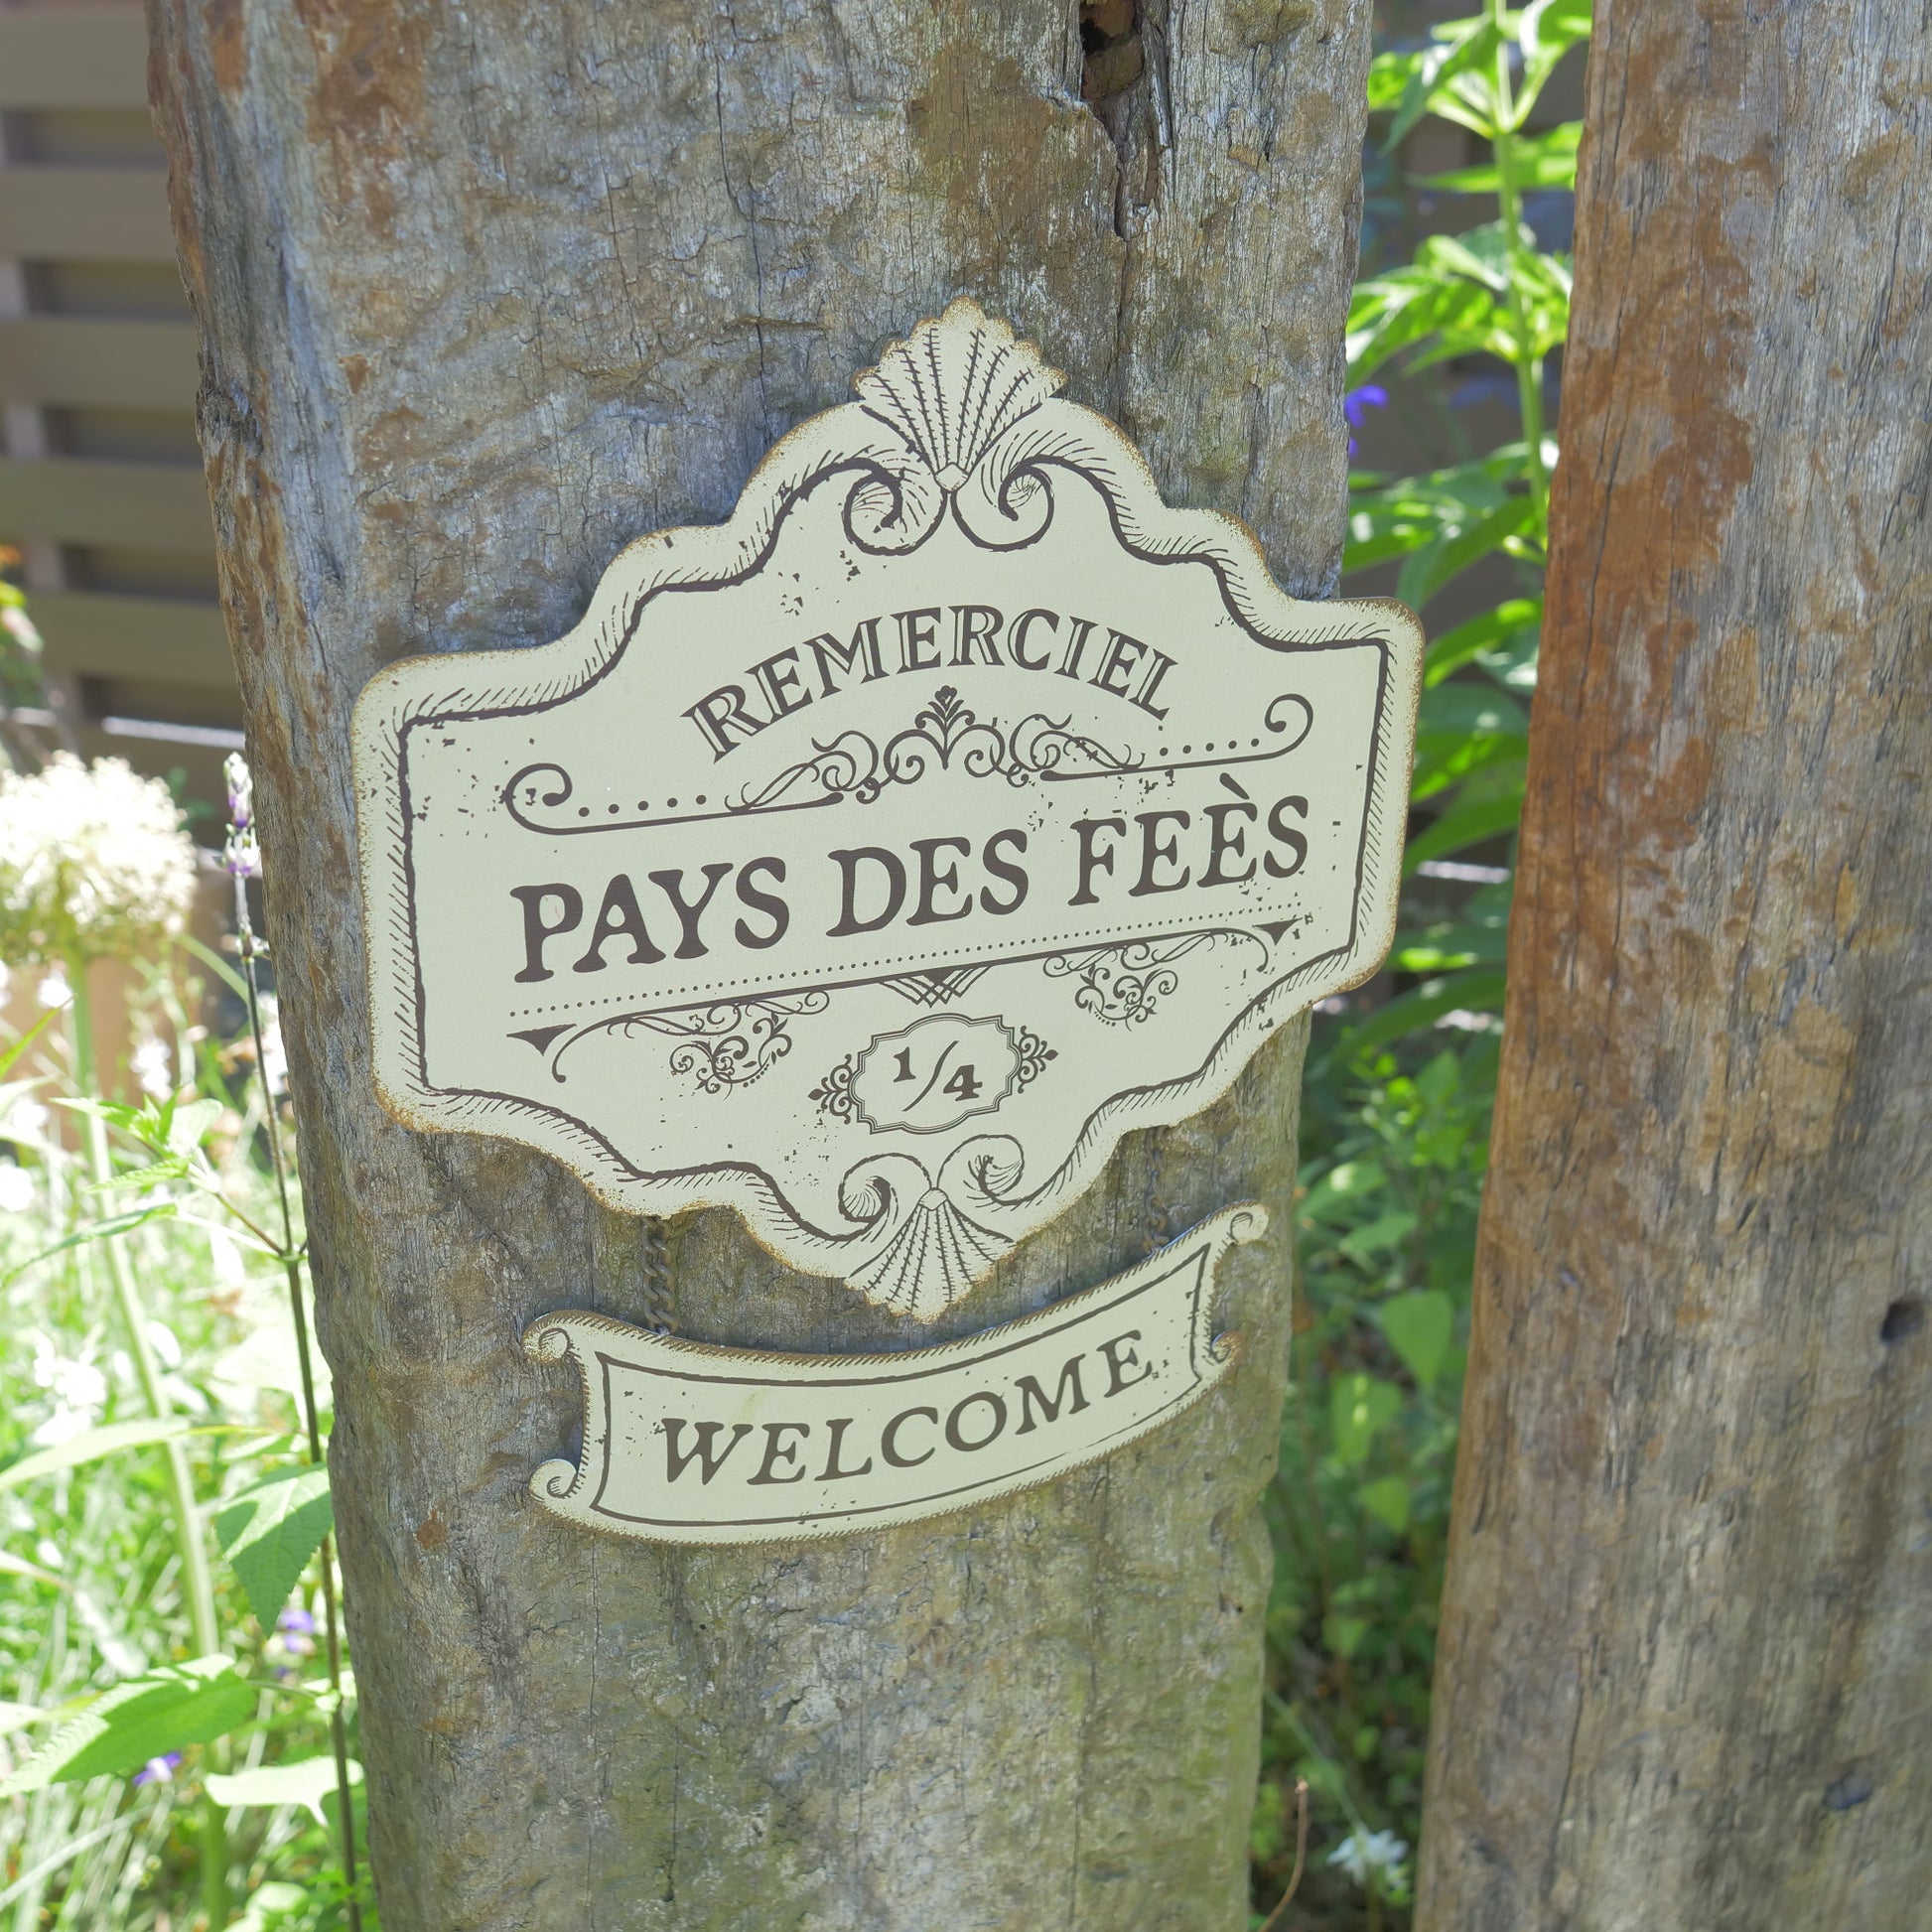 REMERCIEL
PAYS DES FEÈS
1/4
WELCOME